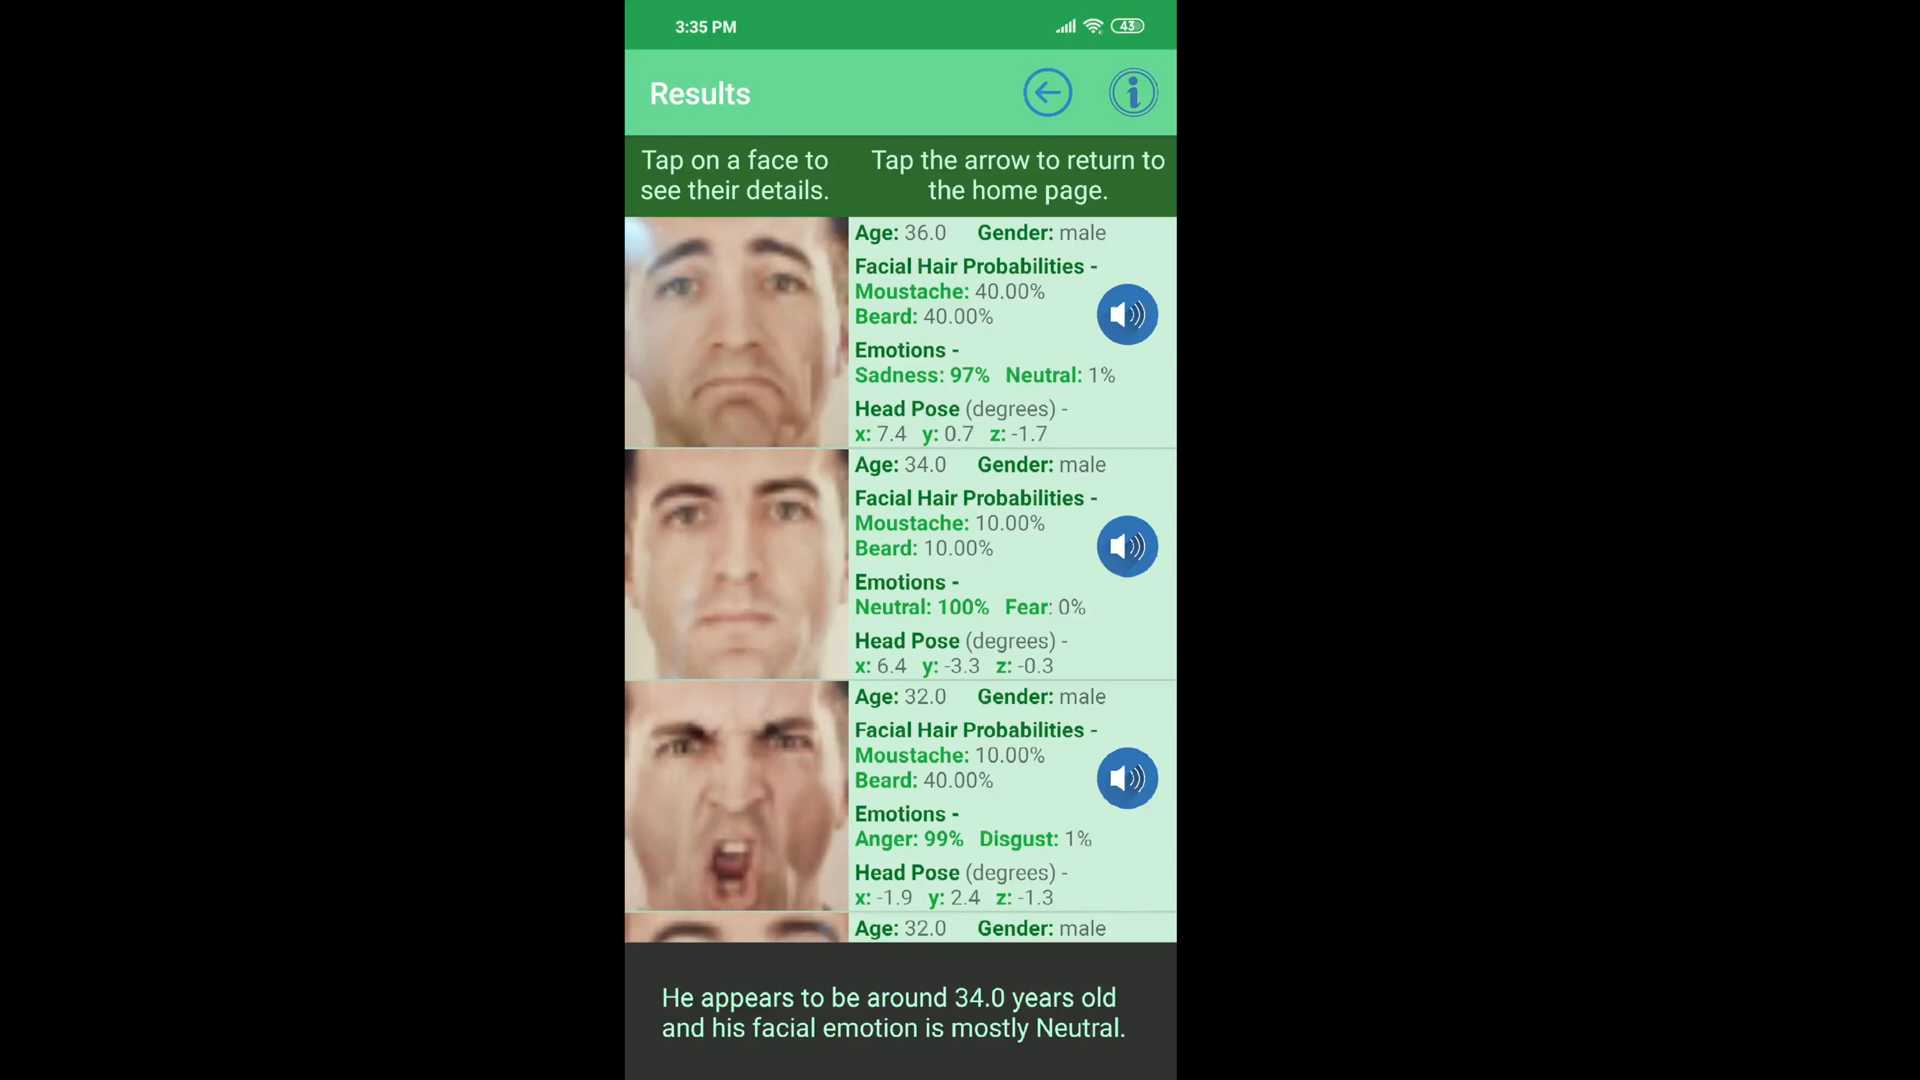 3:35 PM
43
Results
Tap on a face to
see their details.
Tap the arrow to return to
the home page.
Age: 36.0 Gender: male
Facial Hair Probabilities -
Moustache: 40.00%
Beard: 40.00%
Emotions -
Sadness: 97% Neutral: 1%
Head Pose (degrees) -
x: 7.4 y: 0.7 z: -1.7
Age: 34.0 Gender: male
Facial Hair Probabilities -
Moustache: 10.00%
Beard: 10.00%
Emotions -
Neutral: 100% Fear: 0%
Head Pose (degrees) -
x: 6.4 y: -3.3 z: -0.3
Age: 32.0 Gender: male
Facial Hair Probabilities -
Moustache: 10.00%
Beard: 40.00%
Emotions -
Anger: 99% Disgust: 1%
Head Pose (degrees) -
x: -1.9 y: 2.4 z: -1.3
Age: 32.0 Gender: male
He appears to be around 34.0 years old
and his facial emotion is mostly Neutral.